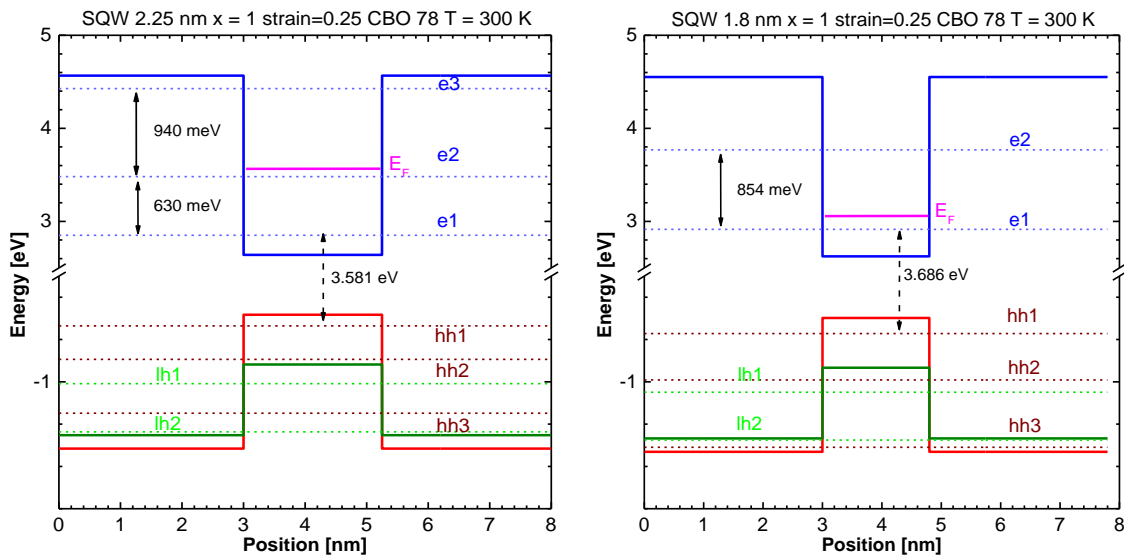 SQW 2.25 nm x = 1 strain=0.25 CBO 78 T = 300 K
5
4
3
-1
Energy [eV]
940 meV
630 meV
e3
e2
E_F
e1
3.581 eV
hh1
hh2
lh1
lh2
hh3
0 1 2 3 4 5 6 7 8
Position [nm]
SQW 1.8 nm x = 1 strain=0.25 CBO 78 T = 300 K
5
4
3
-1
Energy [eV]
854 meV
e2
E_F
e1
3.686 eV
hh1
hh2
lh1
lh2
hh3
0 1 2 3 4 5 6 7 8
Position [nm]